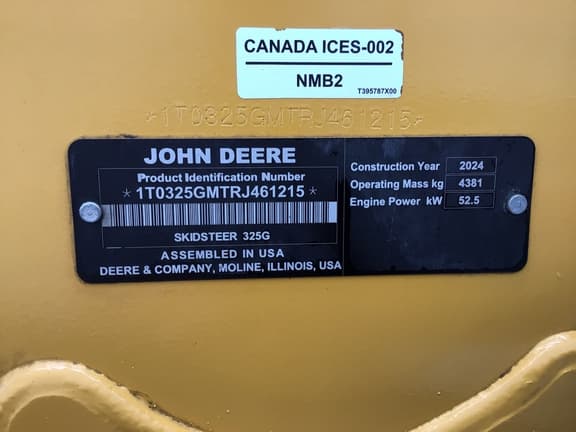 CANADA ICES-002
NMB2
T395787X00
*1T0325GMTRJ461215*
JOHN DEERE
Product Identification Number
*1T0325GMTRJ461215*
SKIDSTEER 325G
ASSEMBLED IN USA
DEERE & COMPANY, MOLINE, ILLINOIS, USA
Construction Year 2024
Operating Mass kg 4381
Engine Power kW 52.5